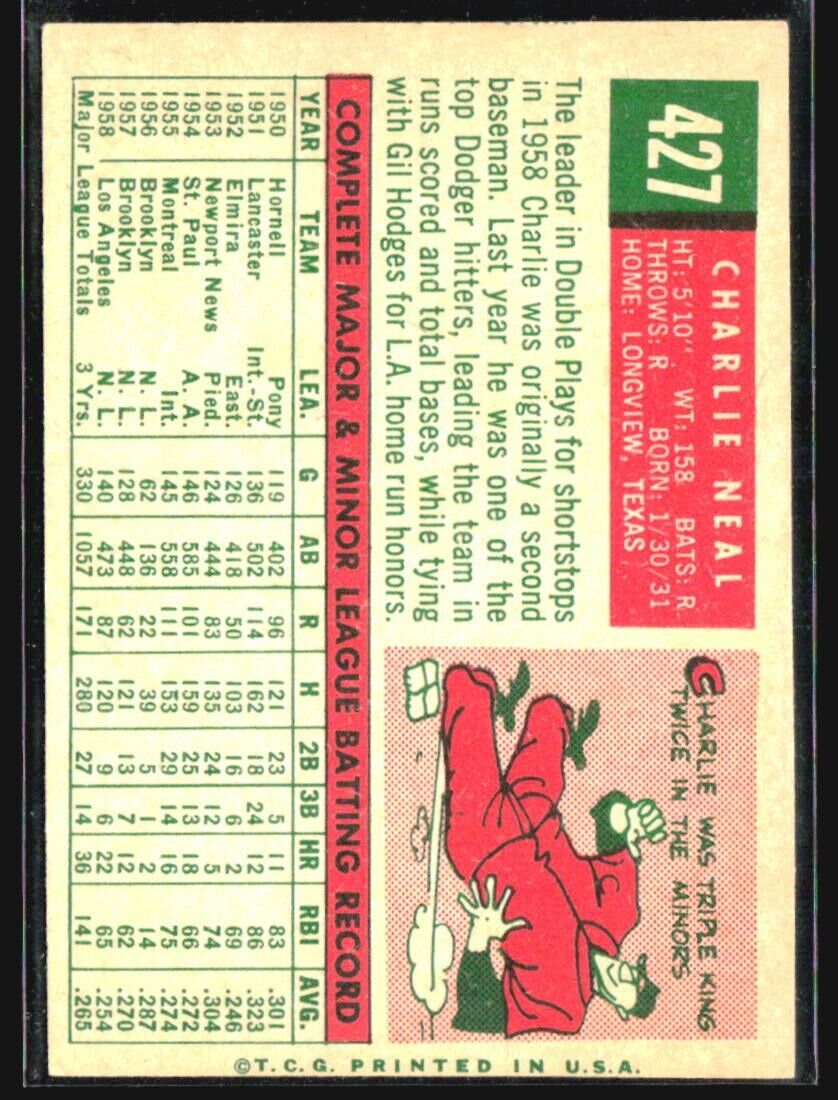 427
CHARLIE NEAL
HT: 5'10" WT: 158 BATS: R
THROWS: R BORN: 1/30/31
HOME: LONGVIEW, TEXAS
The leader in Double Plays for shortstops
in 1958 Charlie was originally a second
baseman. Last year he was one of the
top Dodger hitters, leading the team in
runs scored and total bases, while tying
with Gil Hodges for L.A. home run honors.
CHARLIE WAS TRIPLE KING
TWICE IN THE MINORS
C
COMPLETE MAJOR & MINOR LEAGUE BATTING RECORD
YEAR TEAM LEA. G AB R H 2B 3B HR RBI AVG.
1950 Hornell Pony 119 402 96 121 23 5 11 83 .301
1951 Lancaster Int.-St. 136 502 114 162 18 24 12 86 .323
1952 Elmira East. 126 418 50 103 16 6 2 69 .246
1953 Newport News Pied. 124 444 83 135 24 12 5 74 .304
1954 St. Paul A. A. 146 585 101 159 25 13 18 66 .272
1955 Montreal Int. 145 558 111 153 29 14 16 75 .274
1956 Brooklyn N. L. 62 136 22 39 5 1 2 14 .287
1957 Brooklyn N. L. 128 448 62 121 13 7 12 62 .270
1958 Los Angeles N. L. 140 473 87 120 9 6 22 65 .254
Major League Totals 3 Yrs. 330 1057 171 280 27 14 36 141 .265
©T.C.G. PRINTED IN U.S.A.